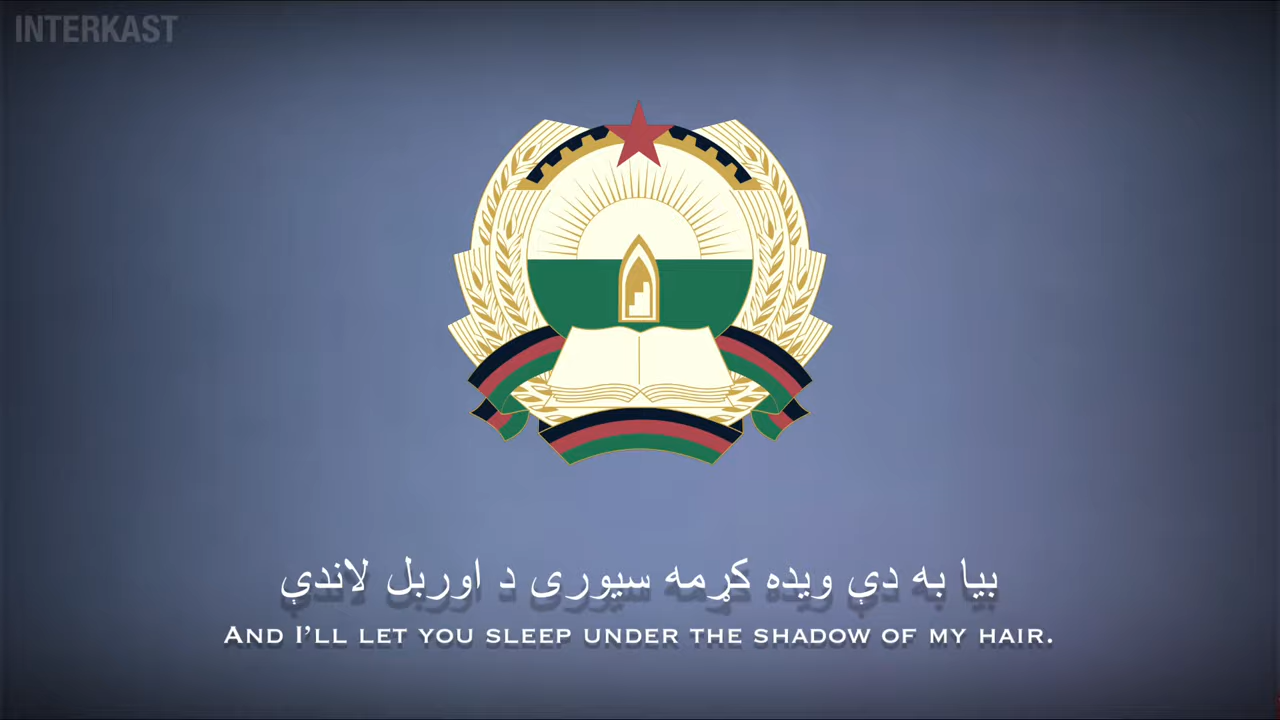 INTERKAST
بيا به دې ويده کړمه سيوری د اوربل لاندې
AND I'LL LET YOU SLEEP UNDER THE SHADOW OF MY HAIR.